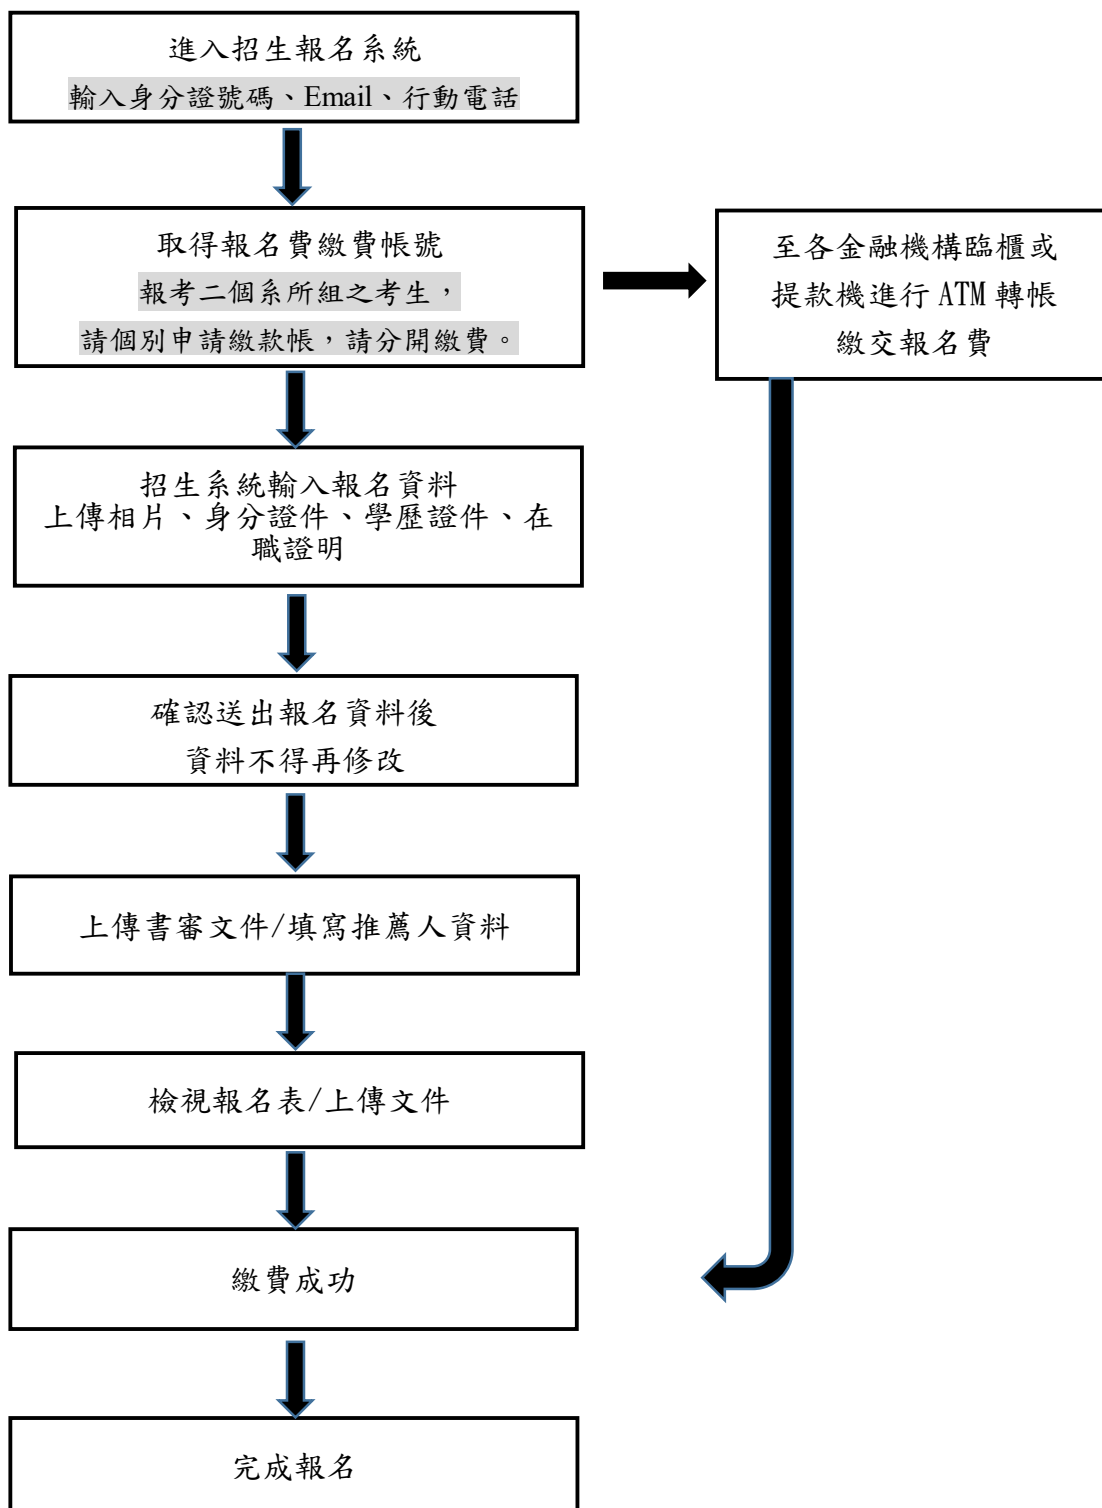 進入招生報名系統
輸入身分證號碼、Email、行動電話
取得報名費繳費帳號
報考二個系所組之考生，
請個別申請繳款帳，請分開繳費。
至各金融機構臨櫃或
提款機進行 ATM 轉帳
繳交報名費
招生系統輸入報名資料
上傳相片、身分證件、學歷證件、在
職證明
確認送出報名資料後
資料不得再修改
上傳書審文件/填寫推薦人資料
檢視報名表/上傳文件
繳費成功
完成報名